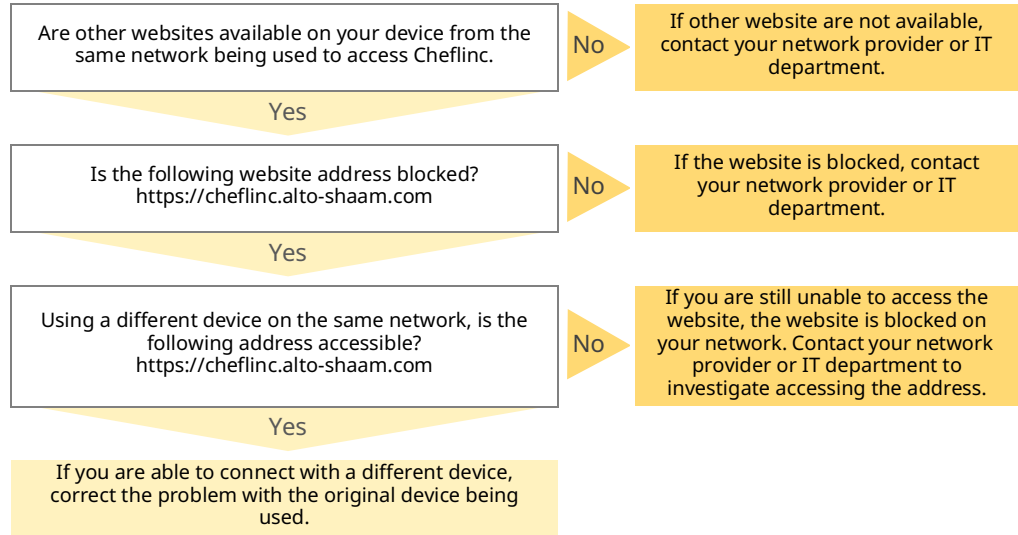 Are other websites available on your device from the
same network being used to access Cheflinc.
No
If other website are not available,
contact your network provider or IT
department.
Yes
Is the following website address blocked?
https://cheflinc.alto-shaam.com
No
If the website is blocked, contact
your network provider or IT
department.
Yes
Using a different device on the same network, is the
following address accessible?
https://cheflinc.alto-shaam.com
No
If you are still unable to access the
website, the website is blocked on
your network. Contact your network
provider or IT department to
investigate accessing the address.
Yes
If you are able to connect with a different device,
correct the problem with the original device being
used.